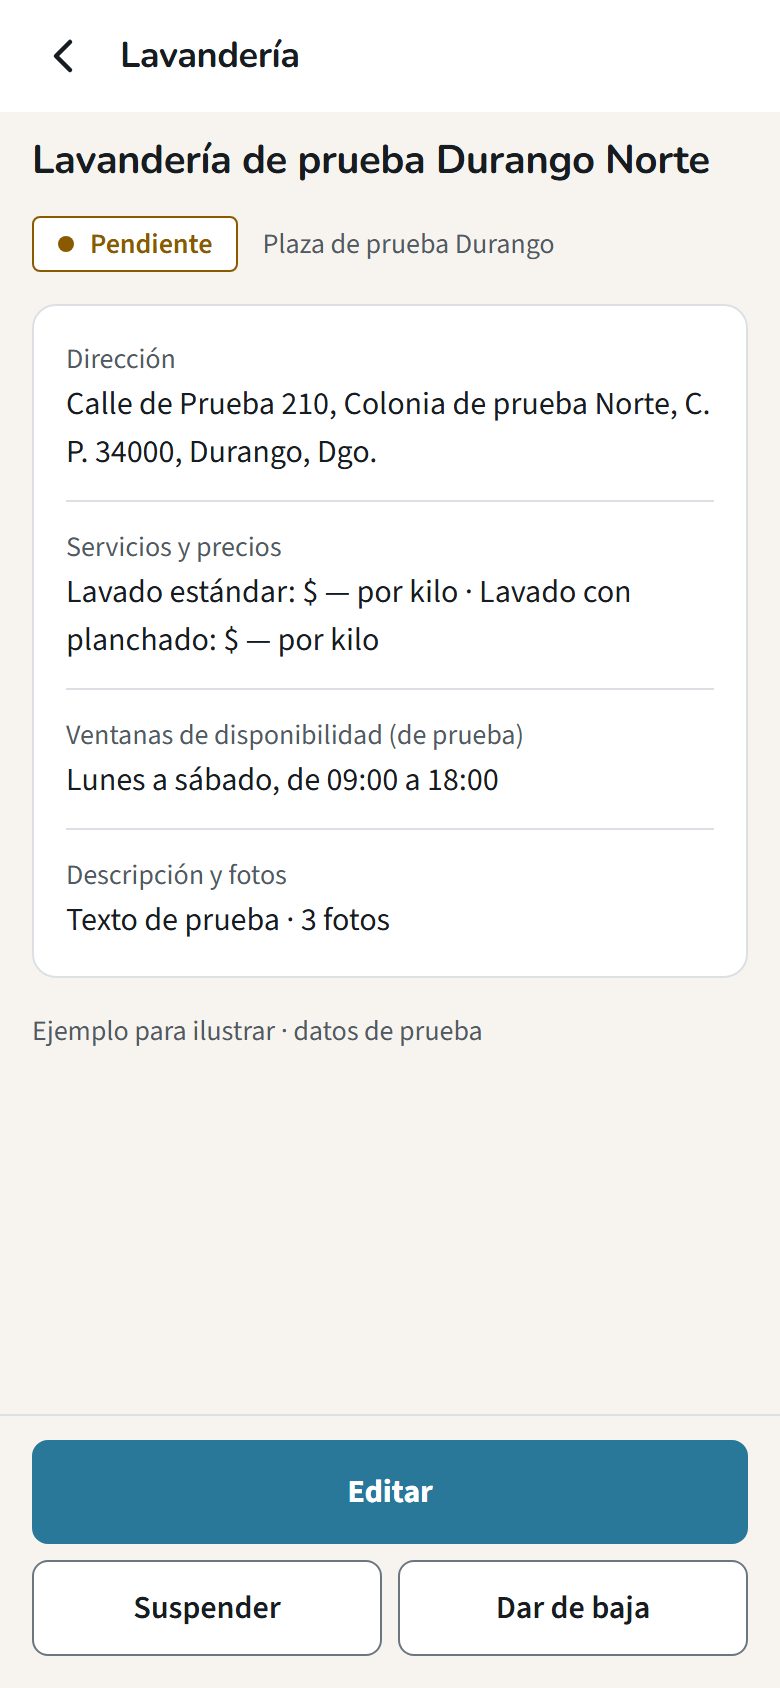 Lavandería
Lavandería de prueba Durango Norte
Pendiente
Plaza de prueba Durango
Dirección
Calle de Prueba 210, Colonia de prueba Norte, C.
P. 34000, Durango, Dgo.
Servicios y precios
Lavado estándar: $ — por kilo · Lavado con
planchado: $ — por kilo
Ventanas de disponibilidad (de prueba)
Lunes a sábado, de 09:00 a 18:00
Descripción y fotos
Texto de prueba · 3 fotos
Ejemplo para ilustrar · datos de prueba
Editar
Suspender
Dar de baja